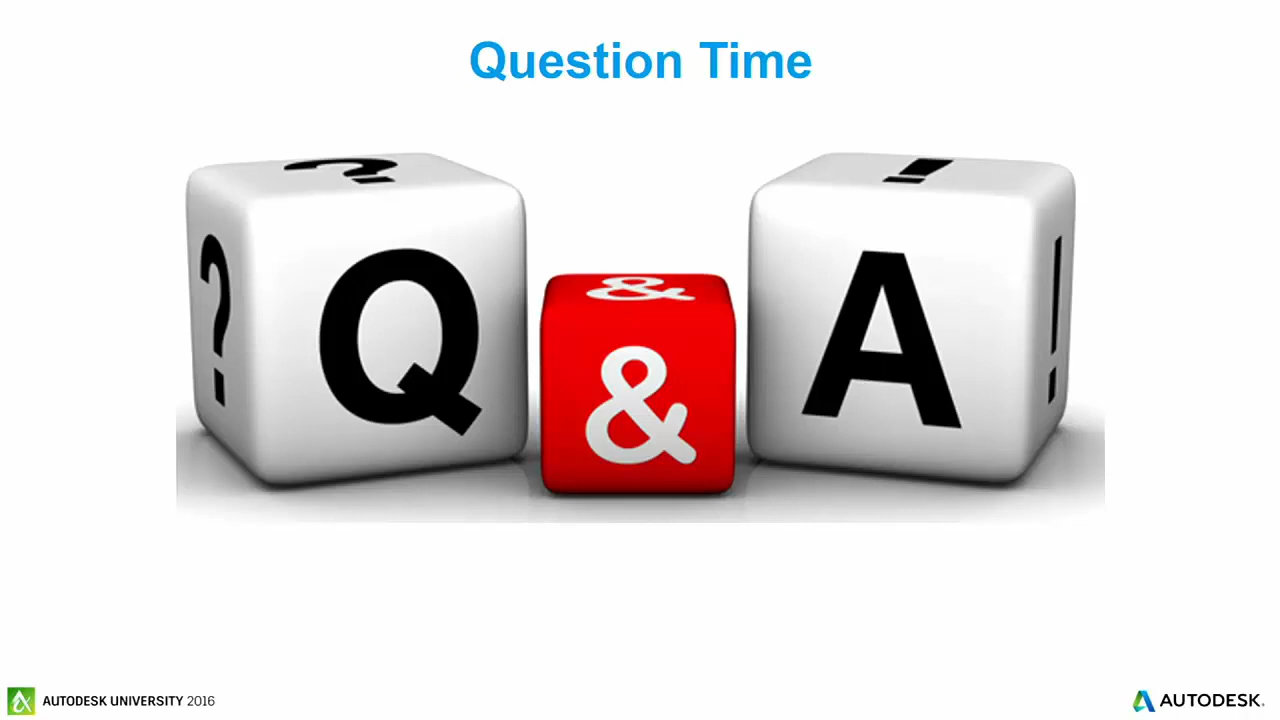 Question Time
? ! 
? Q & & A !
AUTODESK UNIVERSITY 2016
AUTODESK.